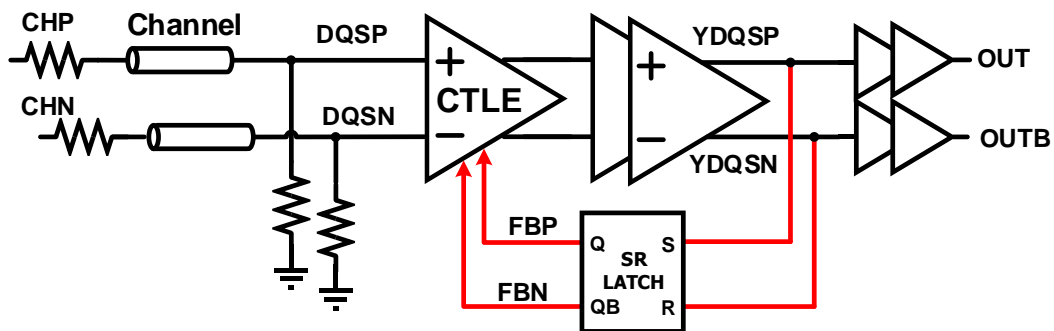 CHP
Channel
DQSP
YDQSP
OUT
+
+
CHN
CTLE
DQSN
−
−
OUTB
YDQSN
FBP
Q
S
SR
LATCH
FBN
QB
R